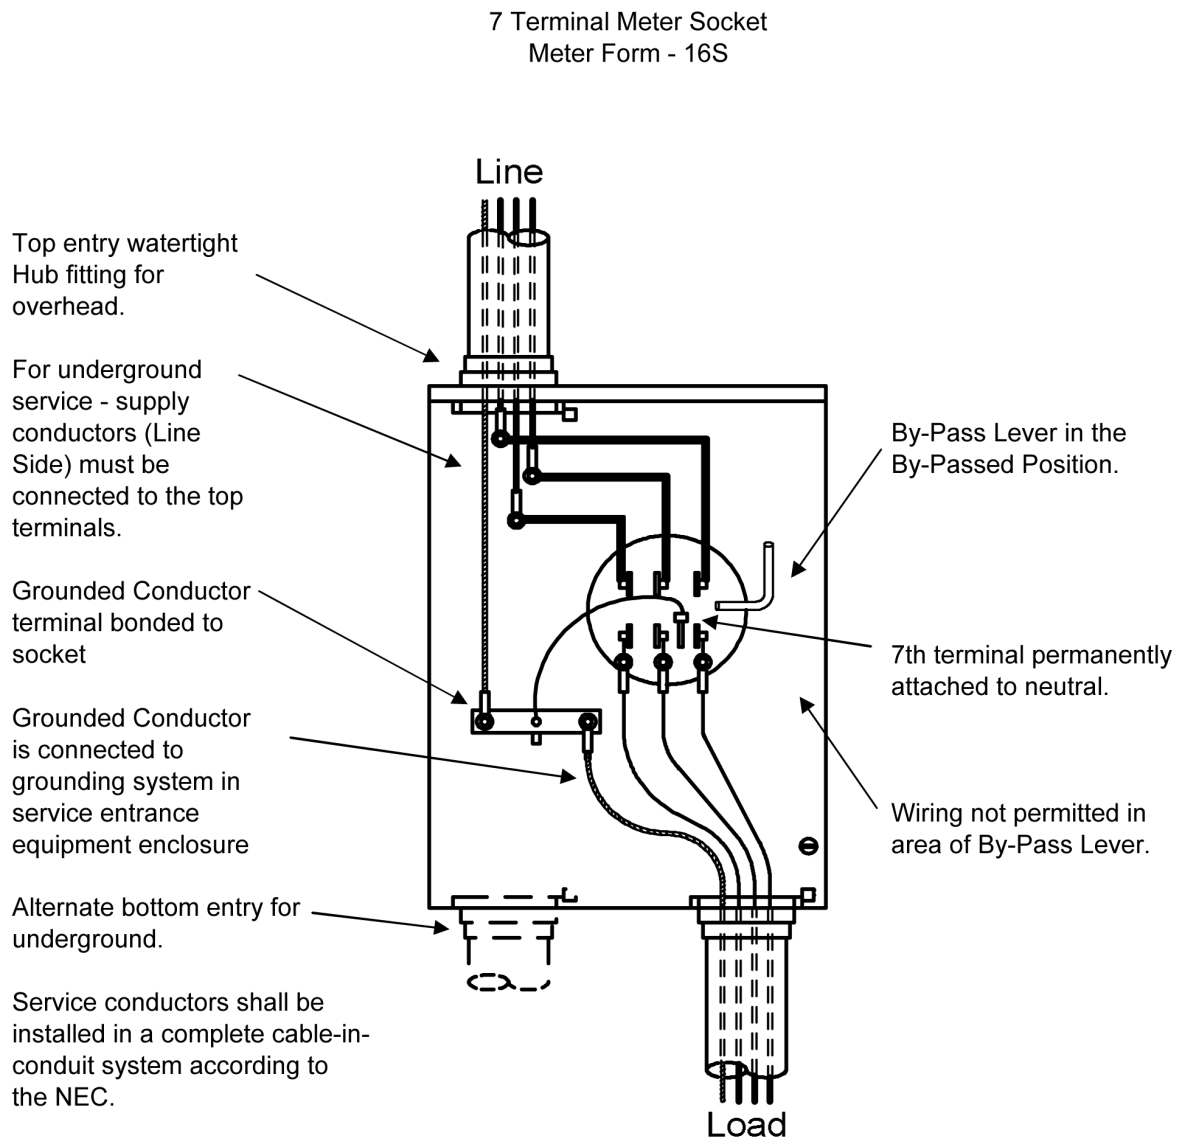 7 Terminal Meter Socket
Meter Form - 16S
Line
Top entry watertight
Hub fitting for
overhead.
For underground
service - supply
conductors (Line
Side) must be
connected to the top
terminals.
Grounded Conductor
terminal bonded to
socket
Grounded Conductor
is connected to
grounding system in
service entrance
equipment enclosure
Alternate bottom entry for
underground.
Service conductors shall be
installed in a complete cable-in-
conduit system according to
the NEC.
By-Pass Lever in the
By-Passed Position.
7th terminal permanently
attached to neutral.
Wiring not permitted in
area of By-Pass Lever.
Load